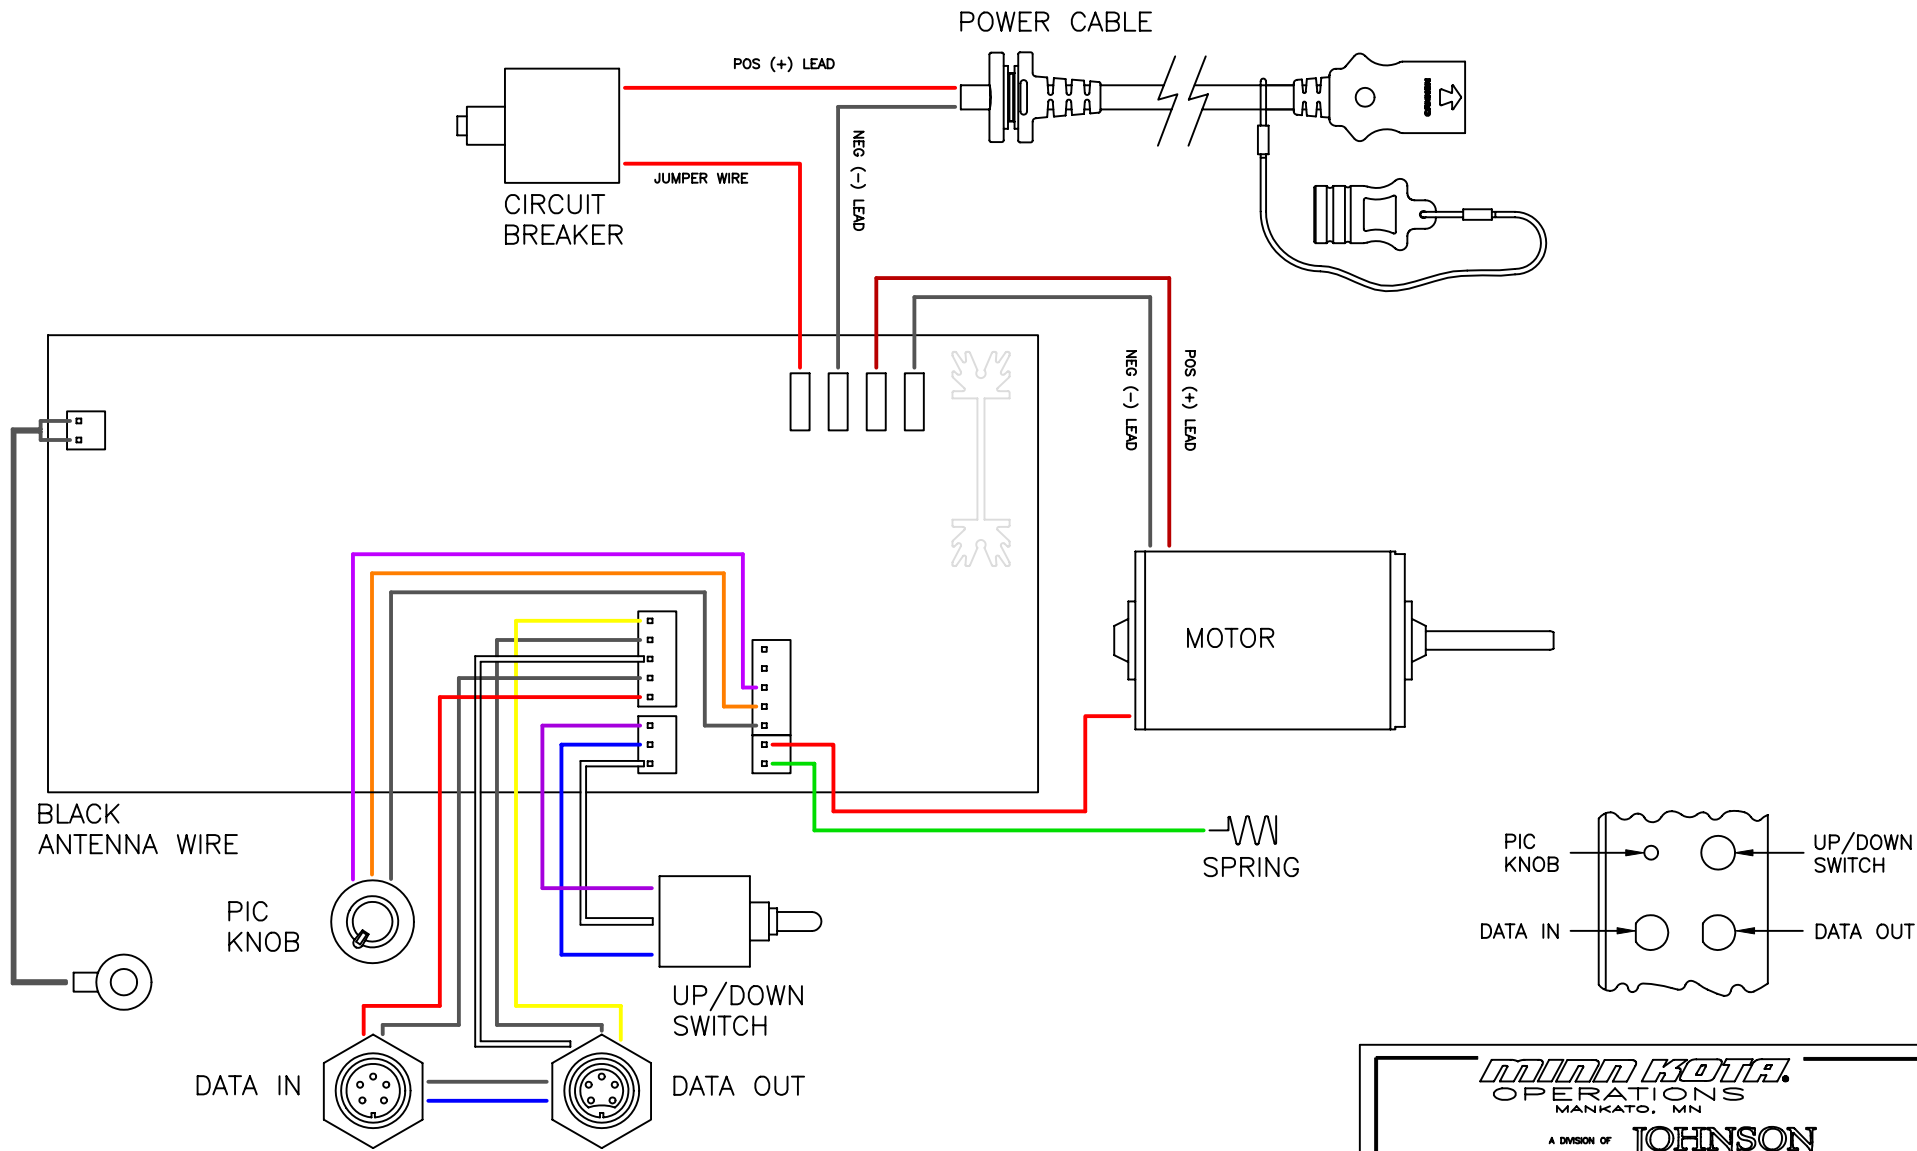 POWER CABLE
POS (+) LEAD
NEG (-) LEAD
JUMPER WIRE
CIRCUIT
BREAKER
NEG (-) LEAD
POS (+) LEAD
MOTOR
BLACK
ANTENNA WIRE
PIC
KNOB
SPRING
UP/DOWN
SWITCH
DATA IN
DATA OUT
PIC
KNOB
UP/DOWN
SWITCH
DATA IN
DATA OUT
MINN KOTA.
OPERATIONS
MANKATO, MN
A DIVISION OF JOHNSON